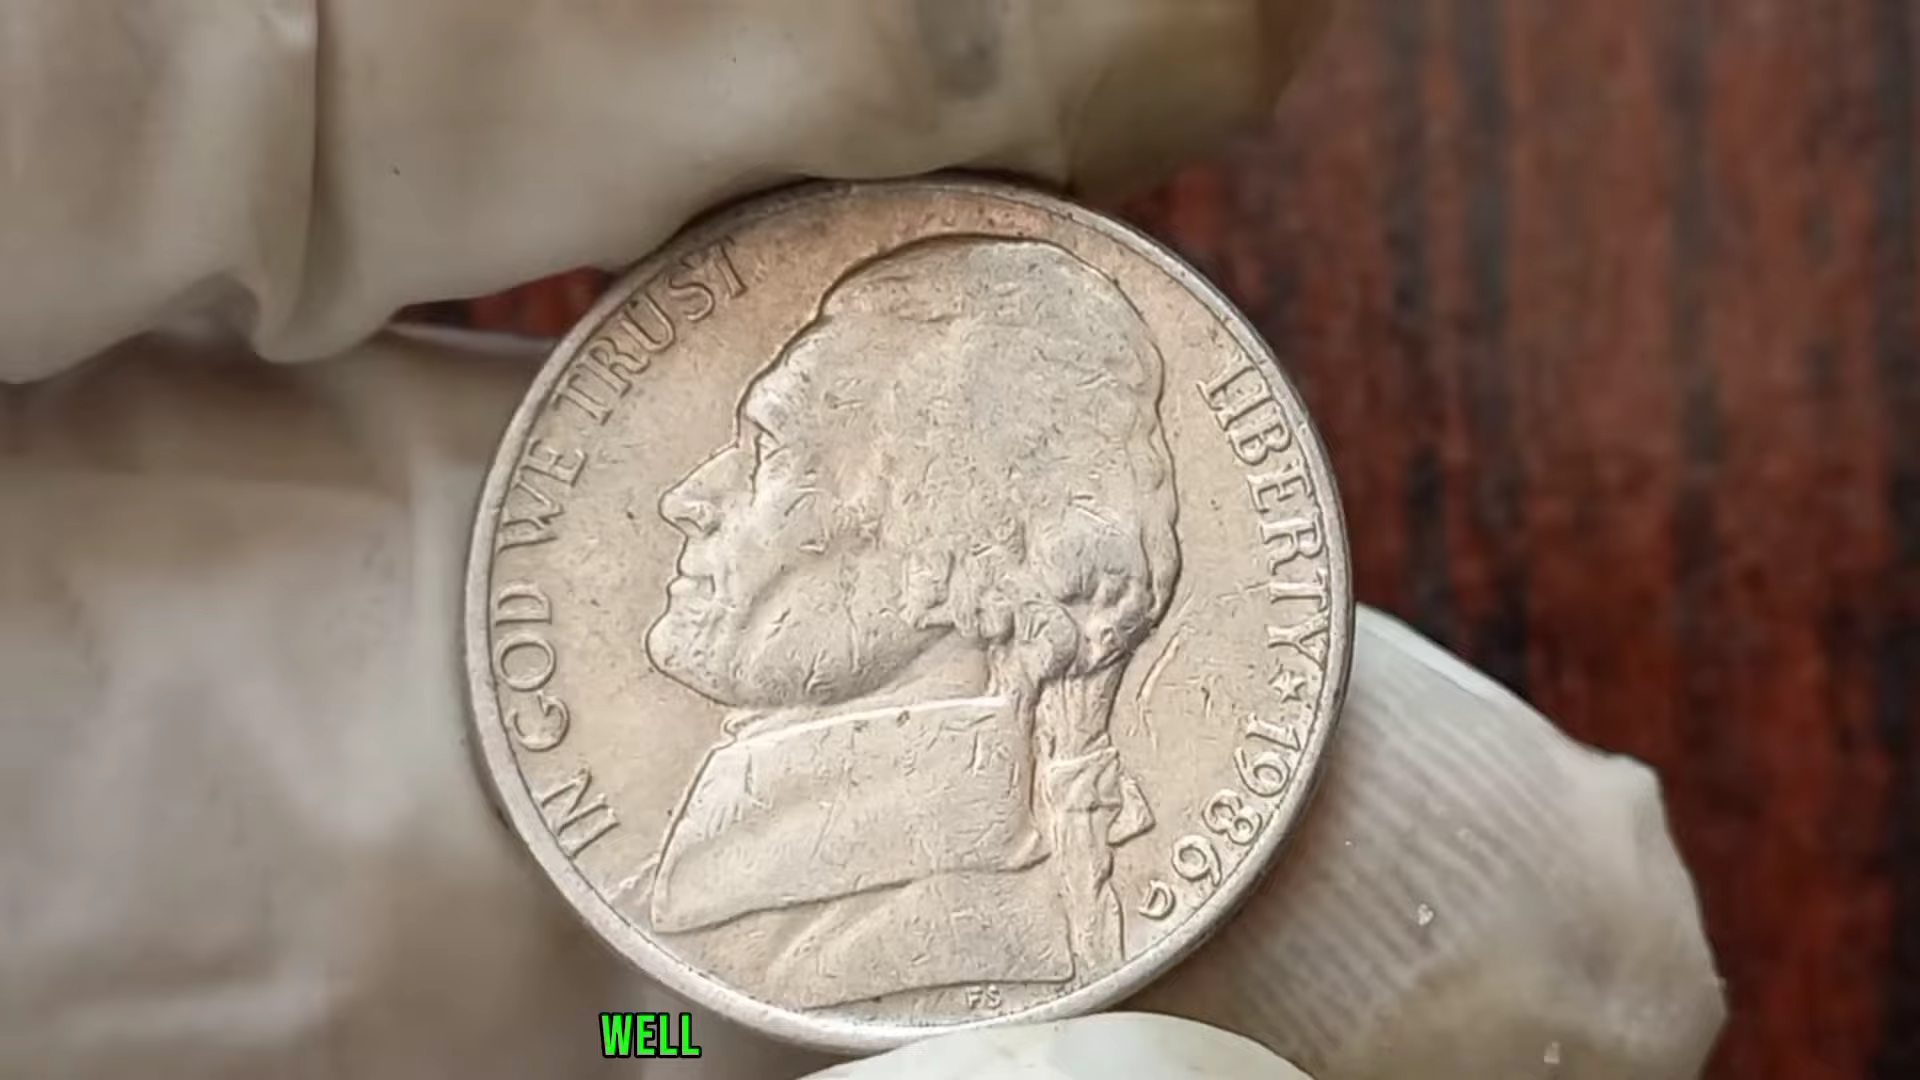 IN GOD WE TRUST
LIBERTY ★ 1986
D
FS
WELL